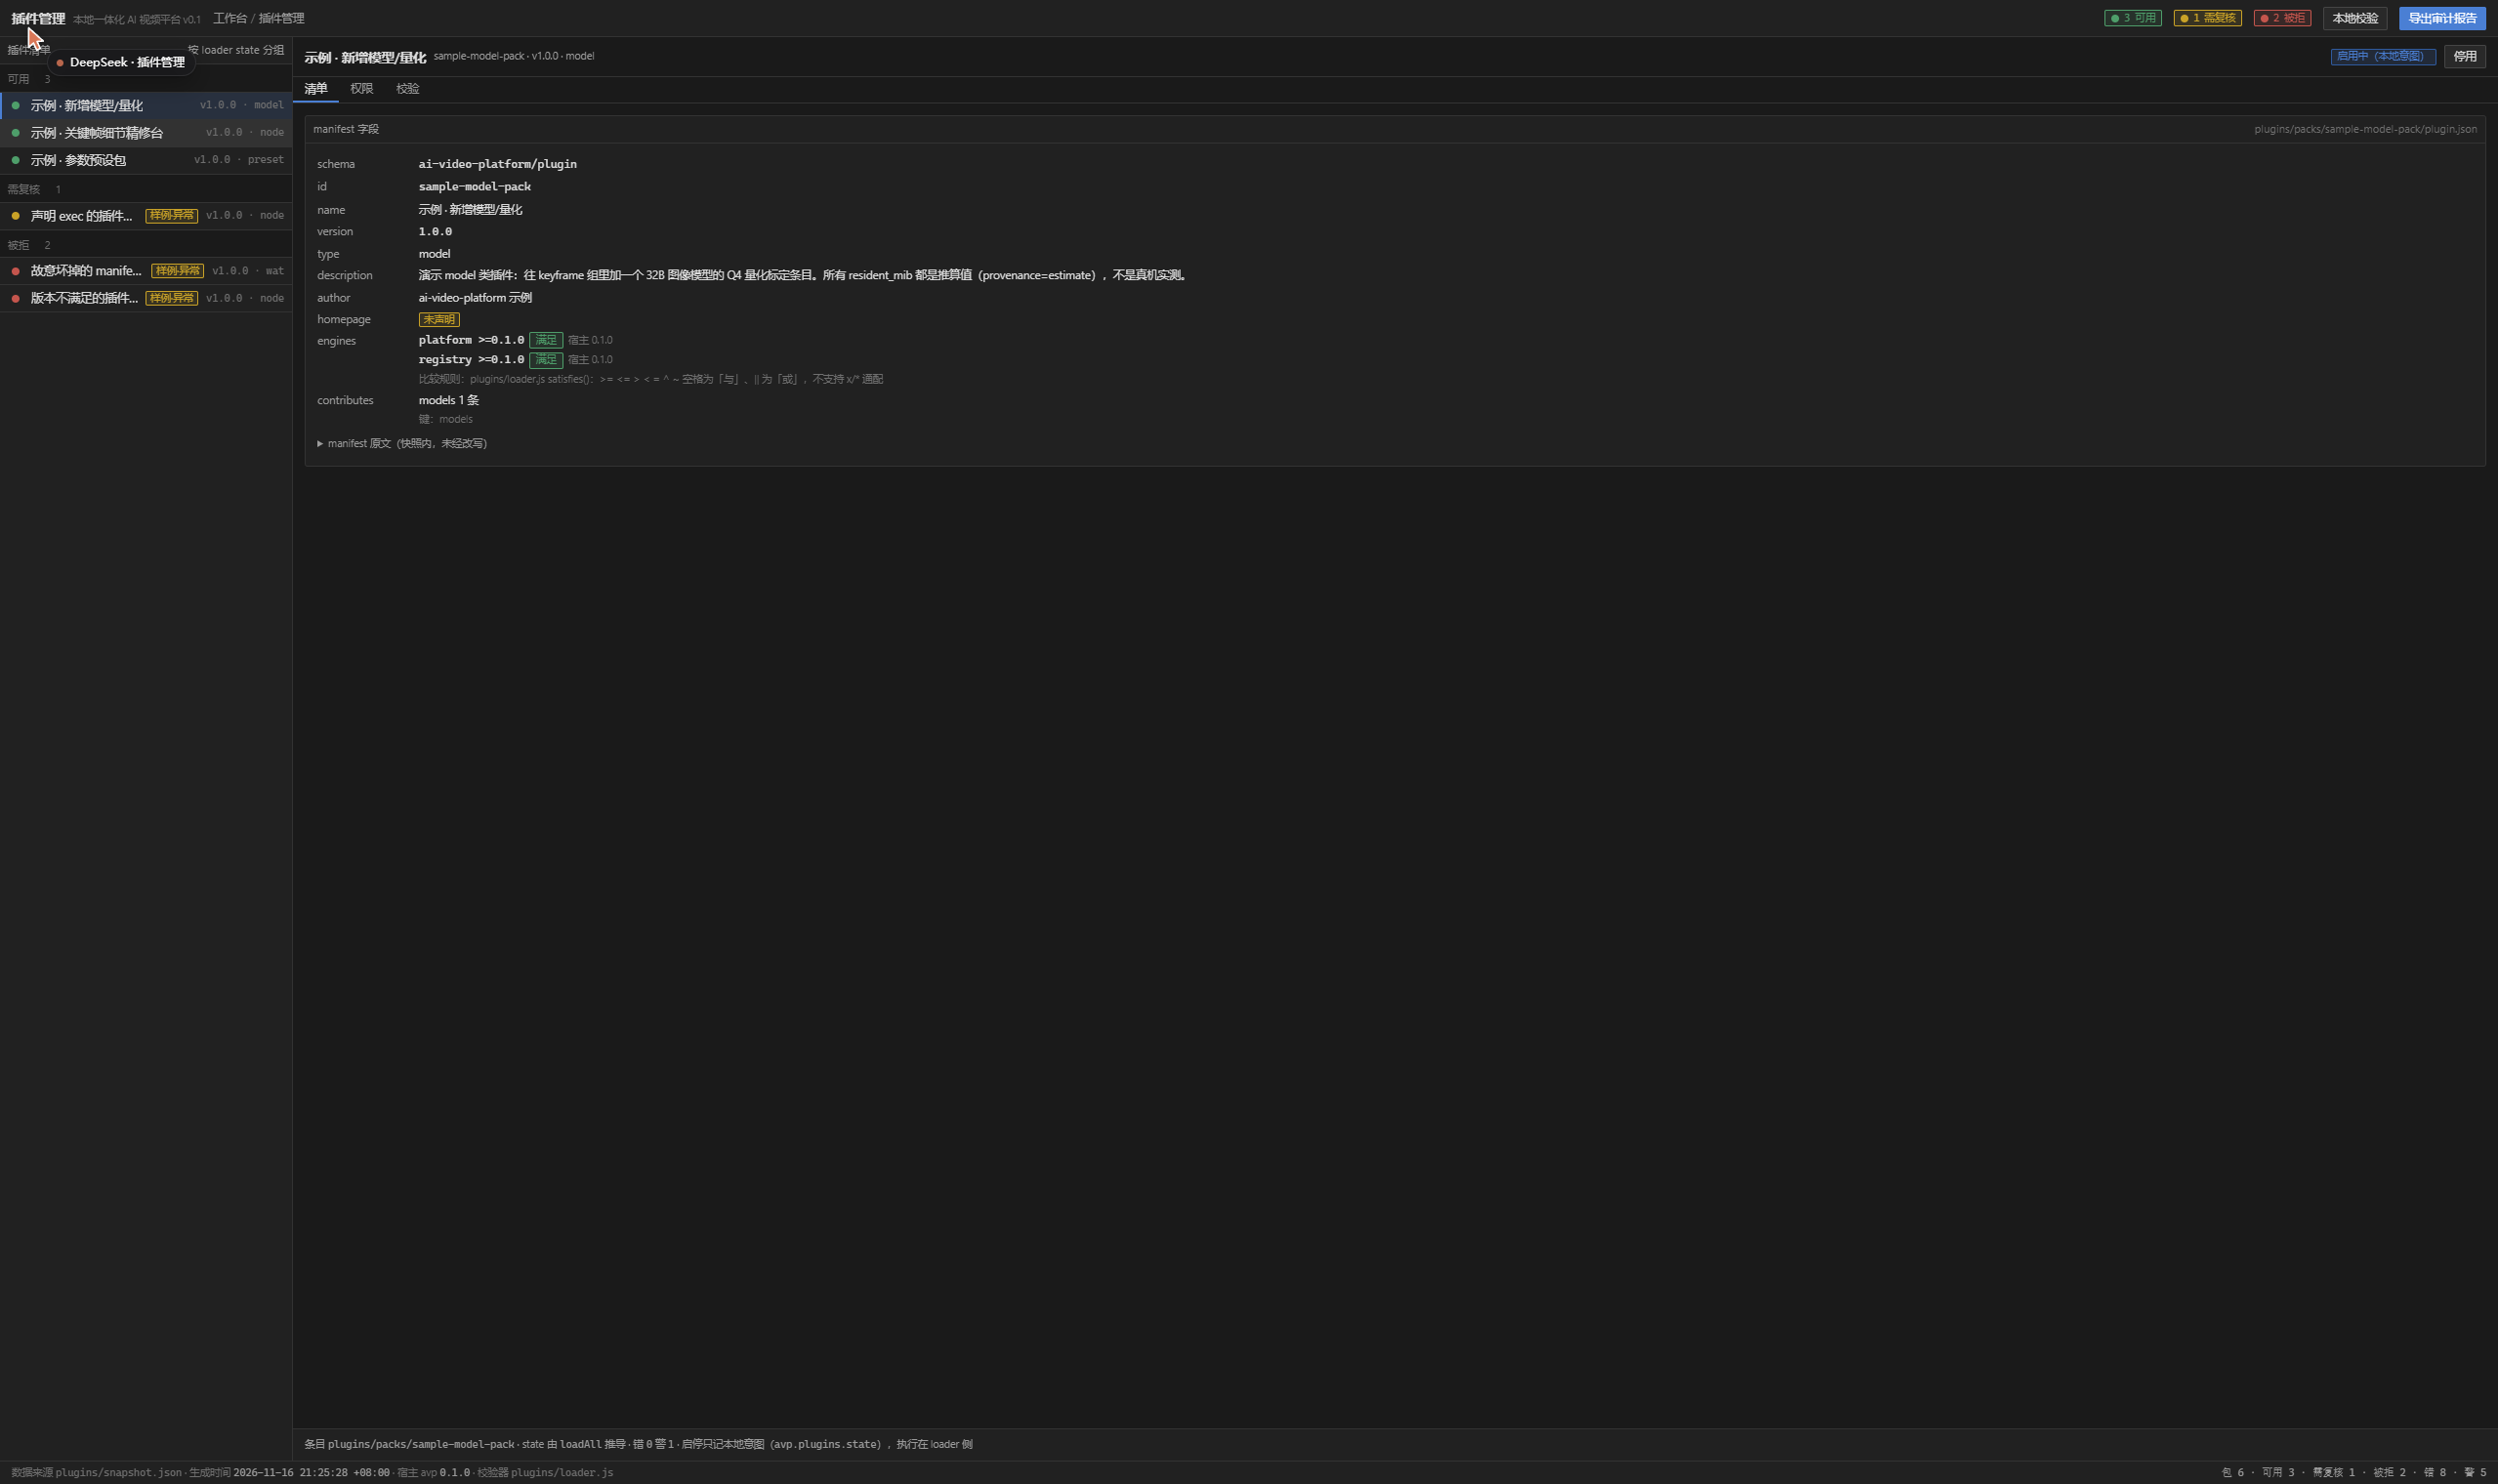 插件管理 本地一体化 AI 视频平台 v0.1 工作台 / 插件管理
3 可用 1 需复核 2 被拒 本地校验 导出审计报告
插件清单 按 loader state 分组
DeepSeek · 插件管理
可用 3
示例 · 新增模型/量化 v1.0.0 · model
示例 · 关键帧细节精修台 v1.0.0 · node
示例 · 参数预设包 v1.0.0 · preset
需复核 1
声明 exec 的插件... 样例·异常 v1.0.0 · node
被拒 2
故意坏掉的 manife... 样例·异常 v1.0.0 · wat
版本不满足的插件... 样例·异常 v1.0.0 · node
示例 · 新增模型/量化 sample-model-pack · v1.0.0 · model
启用中（本地意图） 停用
清单 权限 校验
manifest 字段 plugins/packs/sample-model-pack/plugin.json
schema ai-video-platform/plugin
id sample-model-pack
name 示例 · 新增模型/量化
version 1.0.0
type model
description 演示 model 类插件：往 keyframe 组里加一个 32B 图像模型的 Q4 量化标定条目。所有 resident_mib 都是推算值（provenance=estimate），不是真机实测。
author ai-video-platform 示例
homepage 未声明
engines platform >=0.1.0 满足 宿主 0.1.0
registry >=0.1.0 满足 宿主 0.1.0
比较规则：plugins/loader.js satisfies()：>= <= > < = ^ ~ 空格为「与」、|| 为「或」，不支持 x/* 通配
contributes models 1 条
键：models
manifest 原文（快照内，未经改写）
条目 plugins/packs/sample-model-pack · state 由 loadAll 推导 · 错 0 警 1 · 启停只记本地意图（avp.plugins.state），执行在 loader 侧
数据来源 plugins/snapshot.json · 生成时间 2026-11-16 21:25:28 +08:00 · 宿主 avp 0.1.0 · 校验器 plugins/loader.js
包 6 · 可用 3 · 需复核 1 · 被拒 2 · 错 8 · 警 5